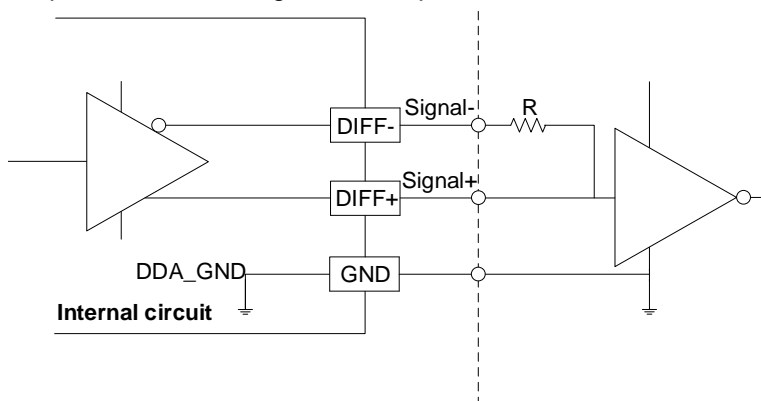 Signal-
R
DIFF-
Signal+
DIFF+
DDA_GND
GND
Internal circuit